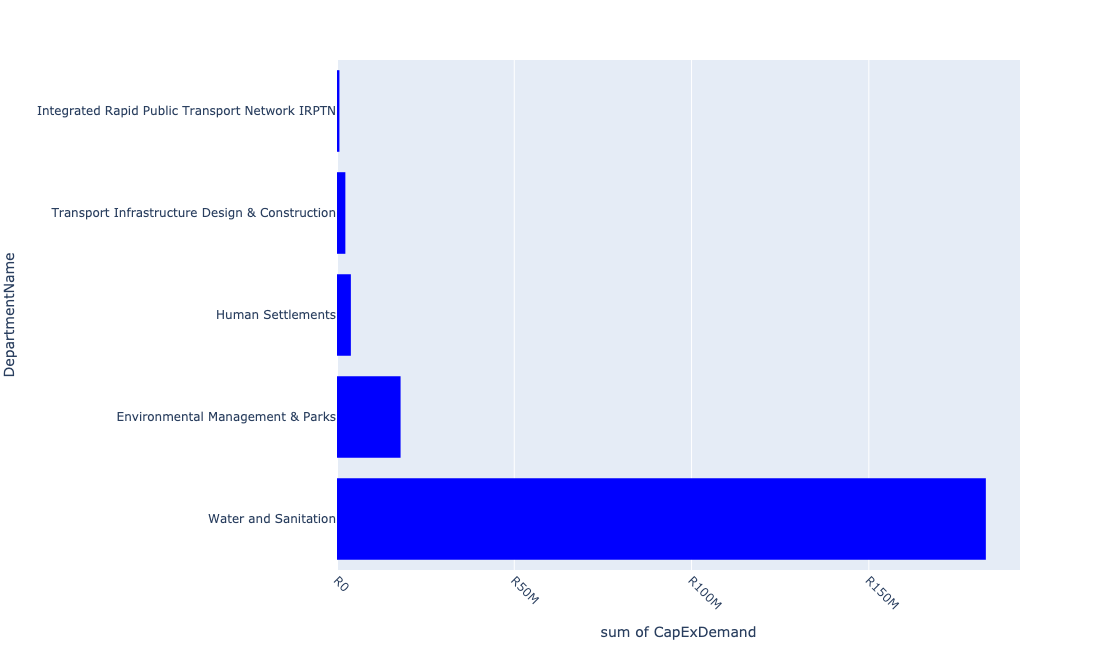 Integrated Rapid Public Transport Network IRPTN
Transport Infrastructure Design & Construction
Human Settlements
Environmental Management & Parks
Water and Sanitation
DepartmentName
R0
R50M
R100M
R150M
sum of CapExDemand